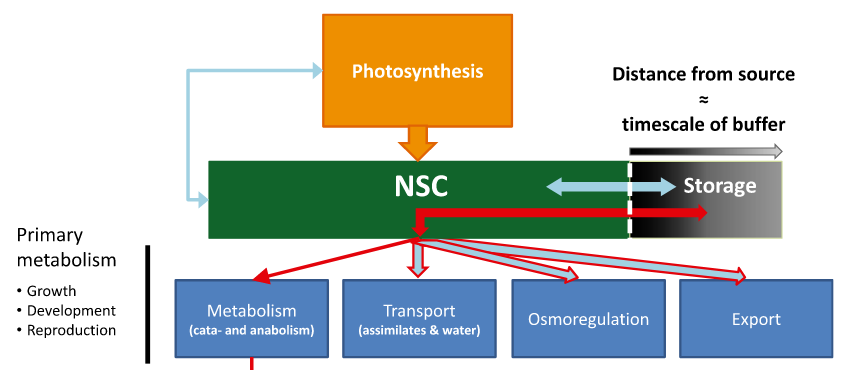 Photosynthesis
Distance from source
≈
timescale of buffer
NSC
Storage
Primary
metabolism
• Growth
• Development
• Reproduction
Metabolism
(cata- and anabolism)
Transport
(assimilates & water)
Osmoregulation
Export